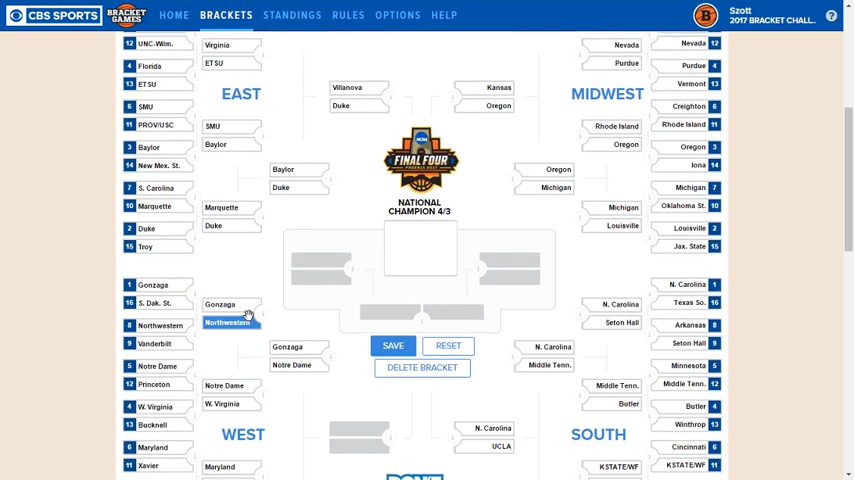 CBS SPORTS
BRACKET GAMES
HOME
BRACKETS
STANDINGS
RULES
OPTIONS
HELP
Szott
2017 BRACKET CHALL...
?
12 UNC-Wilm.
4 Florida
13 ETSU
6 SMU
11 PROV/USC
3 Baylor
14 New Mex. St.
7 S. Carolina
10 Marquette
2 Duke
15 Troy
Virginia
ETSU
EAST
SMU
Baylor
Marquette
Duke
Baylor
Duke
Villanova
Duke
FINAL FOUR
NATIONAL
CHAMPION 4/3
Kansas
Oregon
Oregon
Michigan
Nevada
Purdue
MIDWEST
Rhode Island
Oregon
Michigan
Louisville
Nevada 12
Purdue 4
Vermont 13
Creighton 6
Rhode Island 11
Oregon 3
Iona 14
Michigan 7
Oklahoma St. 10
Louisville 2
Jax. State 15
1 Gonzaga
16 S. Dak. St.
8 Northwestern
9 Vanderbilt
5 Notre Dame
12 Princeton
4 W. Virginia
13 Bucknell
6 Maryland
11 Xavier
Gonzaga
Northwestern
Notre Dame
W. Virginia
WEST
Maryland
Gonzaga
Notre Dame
SAVE
RESET
DELETE BRACKET
N. Carolina
UCLA
N. Carolina
Middle Tenn.
N. Carolina
Seton Hall
Middle Tenn.
Butler
SOUTH
KSTATE/WF
N. Carolina 1
Texas So. 16
Arkansas 8
Seton Hall 9
Minnesota 5
Middle Tenn. 12
Butler 4
Winthrop 13
Cincinnati 6
KSTATE/WF 11